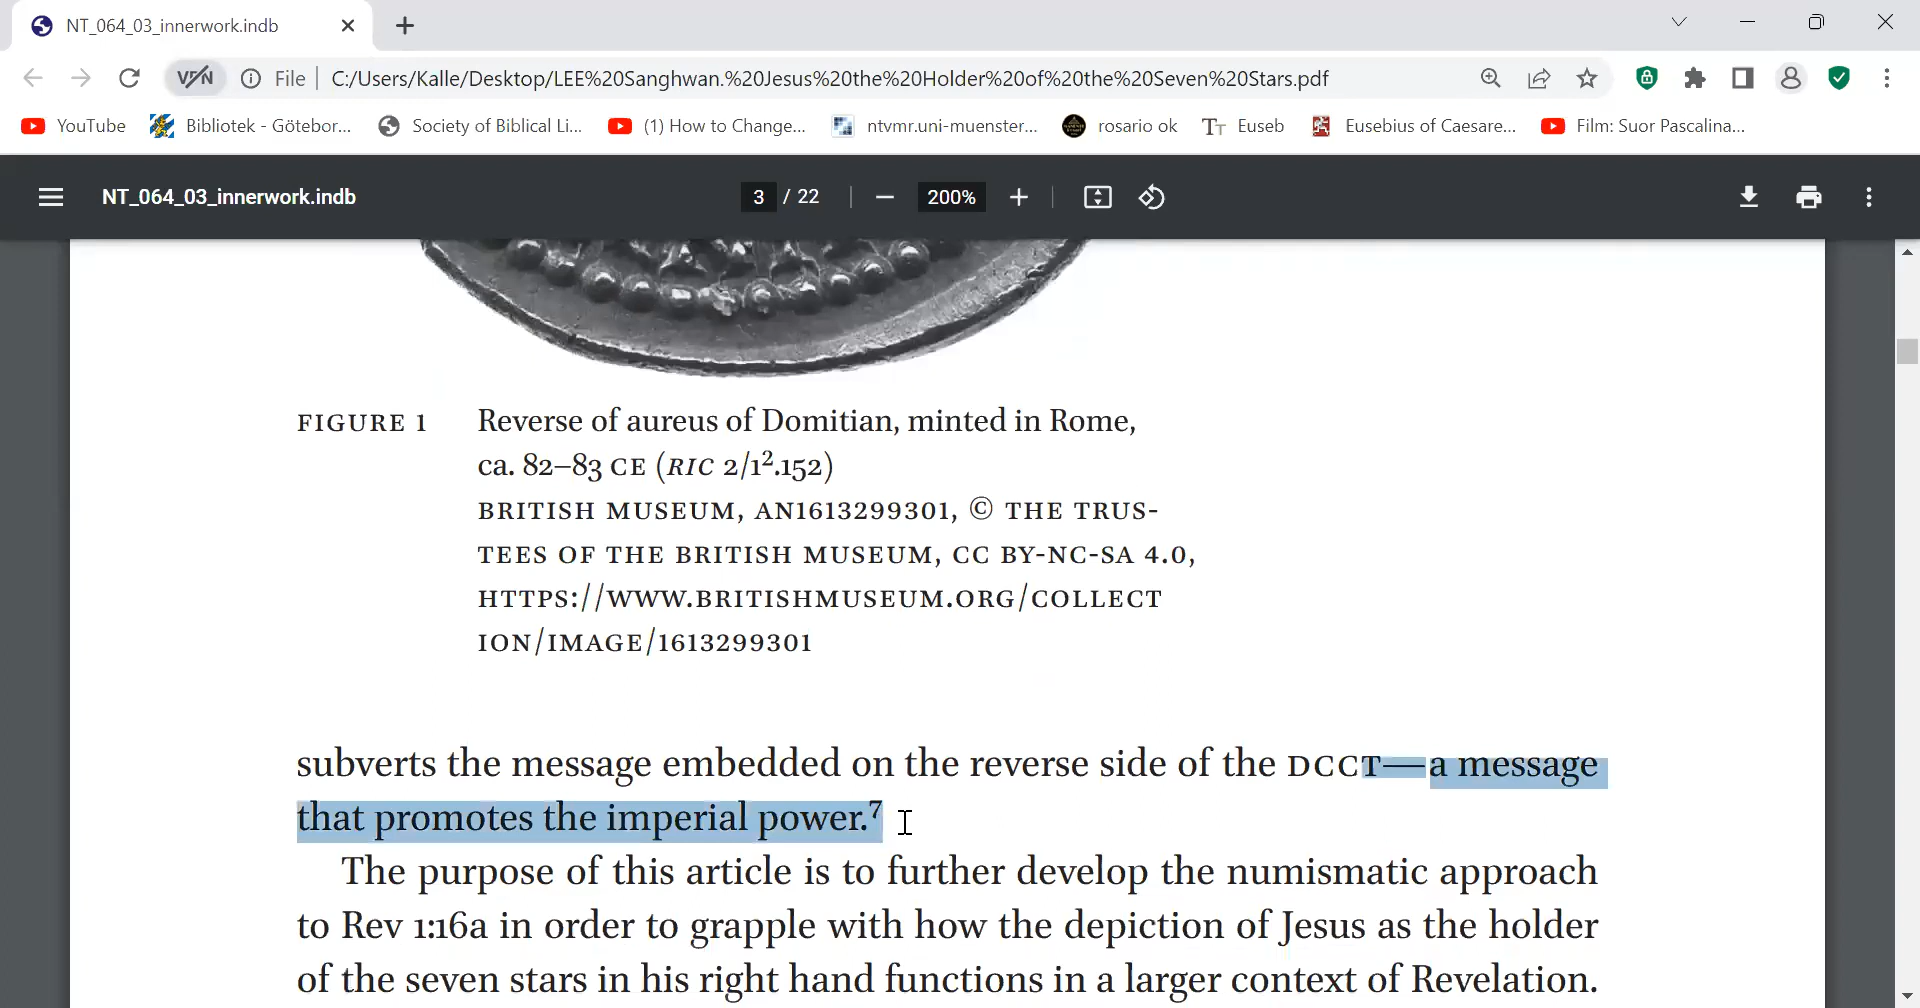 NT_064_03_innerwork.indb
VPN File C:/Users/Kalle/Desktop/LEE%20Sanghwan.%20Jesus%20the%20Holder%20of%20the%20Seven%20Stars.pdf
YouTube Bibliotek - Götebor... Society of Biblical Li... (1) How to Change... ntvmr.uni-muenster... rosario ok Euseb Eusebius of Caesare... Film: Suor Pascalina...
NT_064_03_innerwork.indb 3 / 22 200%
FIGURE 1 Reverse of aureus of Domitian, minted in Rome,
ca. 82–83 CE (RIC 2/1².152)
BRITISH MUSEUM, AN1613299301, © THE TRUS-
TEES OF THE BRITISH MUSEUM, CC BY-NC-SA 4.0,
HTTPS://WWW.BRITISHMUSEUM.ORG/COLLECT
ION/IMAGE/1613299301
subverts the message embedded on the reverse side of the DCCT—a message
that promotes the imperial power.⁷
The purpose of this article is to further develop the numismatic approach
to Rev 1:16a in order to grapple with how the depiction of Jesus as the holder
of the seven stars in his right hand functions in a larger context of Revelation.